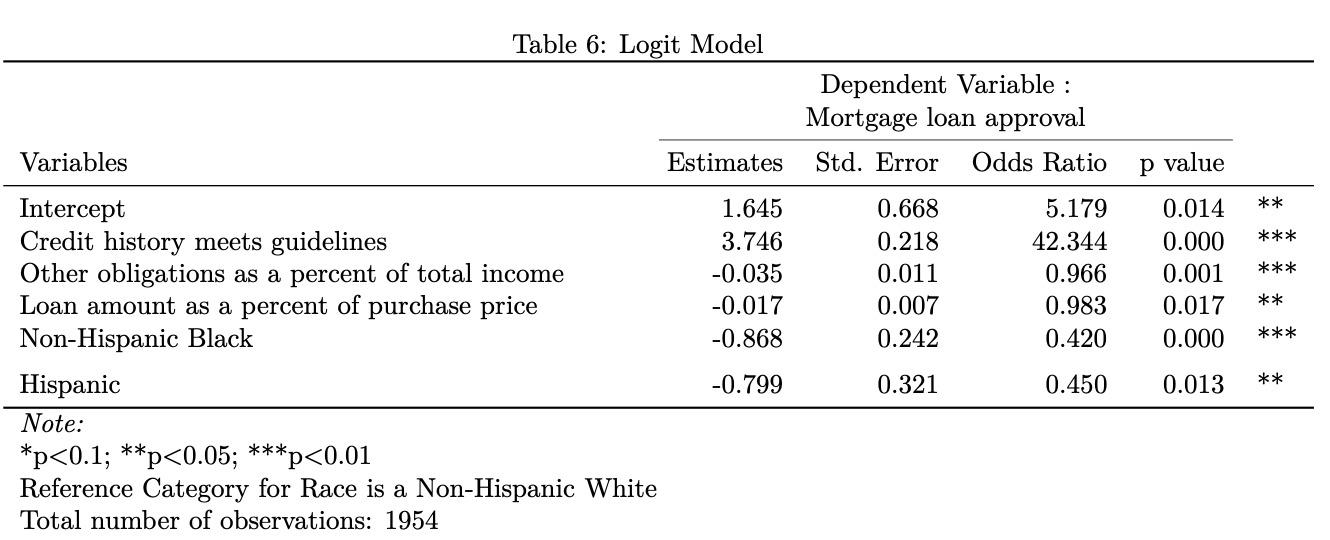 Table 6: Logit Model
Dependent Variable :
Mortgage loan approval
Variables Estimates Std. Error Odds Ratio p value
Intercept 1.645 0.668 5.179 0.014 **
Credit history meets guidelines 3.746 0.218 42.344 0.000 ***
Other obligations as a percent of total income -0.035 0.011 0.966 0.001 ***
Loan amount as a percent of purchase price -0.017 0.007 0.983 0.017 **
Non-Hispanic Black -0.868 0.242 0.420 0.000 ***
Hispanic -0.799 0.321 0.450 0.013 **
Note:
*p<0.1; **p<0.05; ***p<0.01
Reference Category for Race is a Non-Hispanic White
Total number of observations: 1954